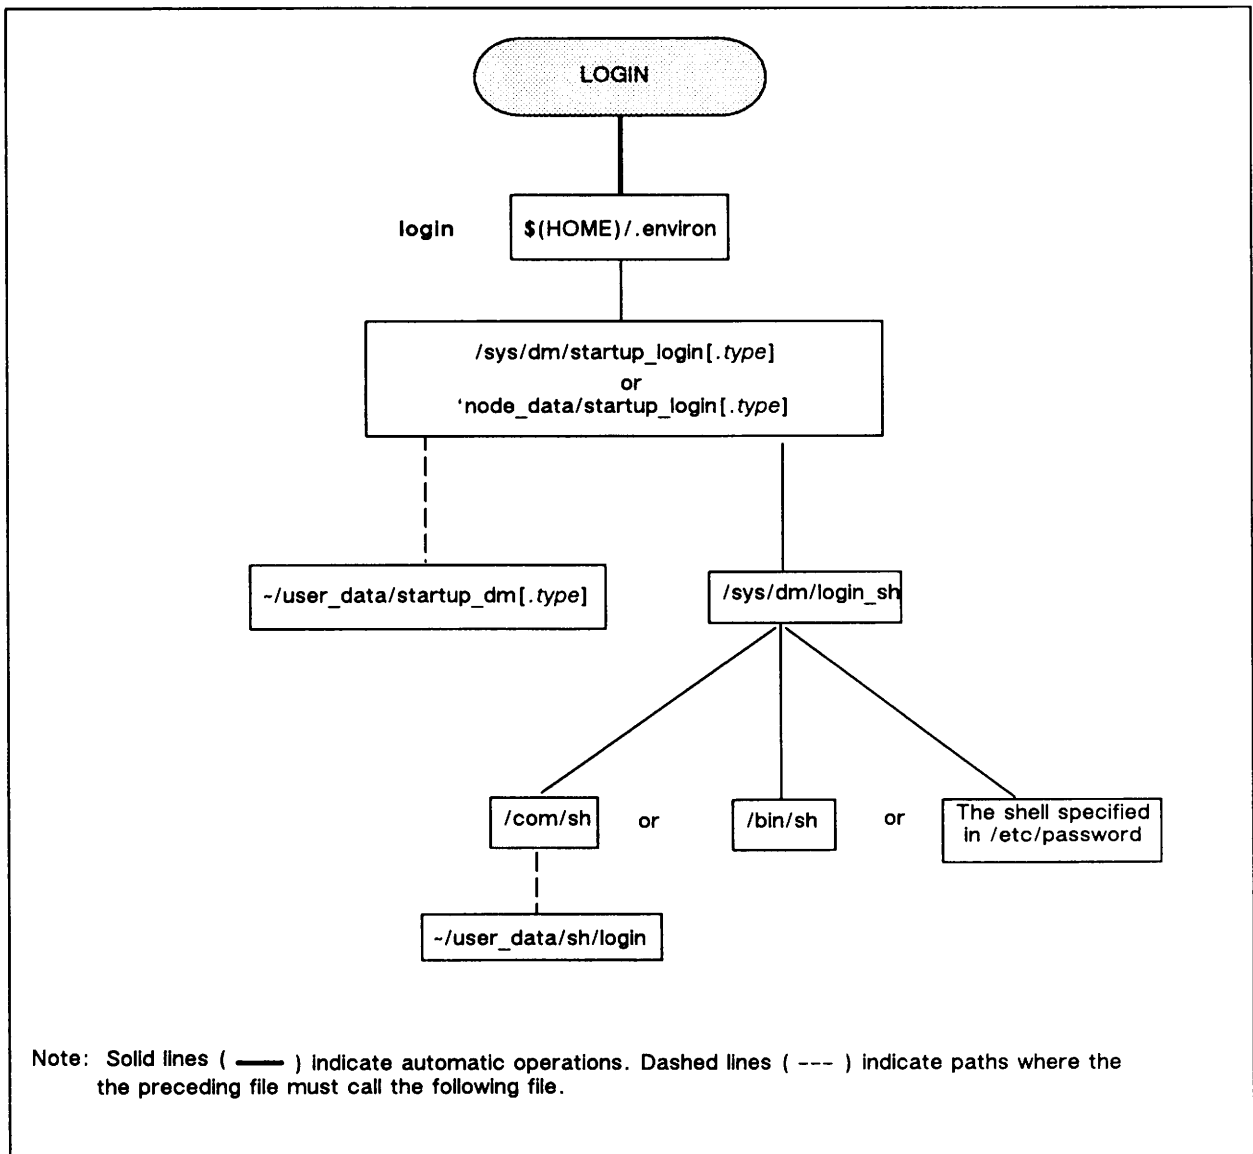 LOGIN
login
$(HOME)/.environ
/sys/dm/startup_login[.type]
or
'node_data/startup_login[.type]
~/user_data/startup_dm[.type]
/sys/dm/login_sh
/com/sh
or
/bin/sh
or
The shell specified
in /etc/password
~/user_data/sh/login
Note: Solid lines ( —— ) indicate automatic operations. Dashed lines ( --- ) indicate paths where the
the preceding file must call the following file.